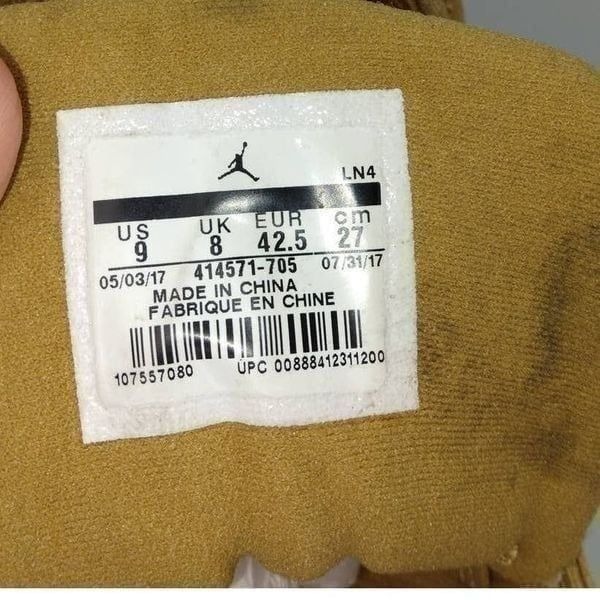 LN4
US UK EUR cm
9 8 42.5 27
05/03/17 414571-705 07/31/17
MADE IN CHINA
FABRIQUE EN CHINE
107557080 UPC 00888412311200